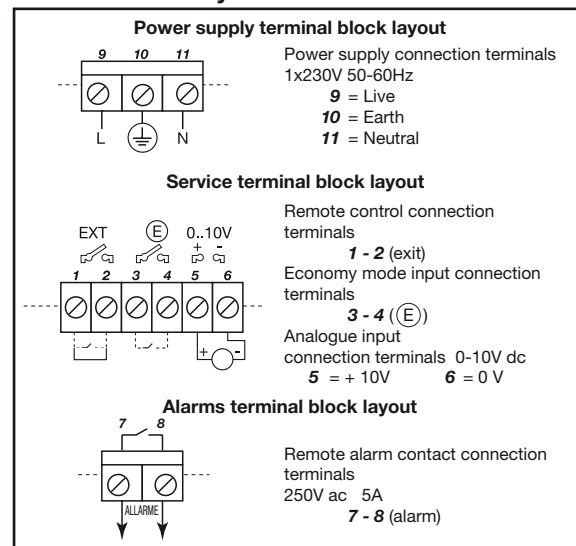 Power supply terminal block layout
9 10 11
L N
Power supply connection terminals
1x230V 50-60Hz
9 = Live
10 = Earth
11 = Neutral
Service terminal block layout
EXT E 0..10V
+ -
1 2 3 4 5 6
+ -
Remote control connection
terminals
1 - 2 (exit)
Economy mode input connection
terminals
3 - 4 (E)
Analogue input
connection terminals 0-10V dc
5 = + 10V 6 = 0 V
Alarms terminal block layout
7 8
ALLARME
Remote alarm contact connection
terminals
250V ac 5A
7 - 8 (alarm)